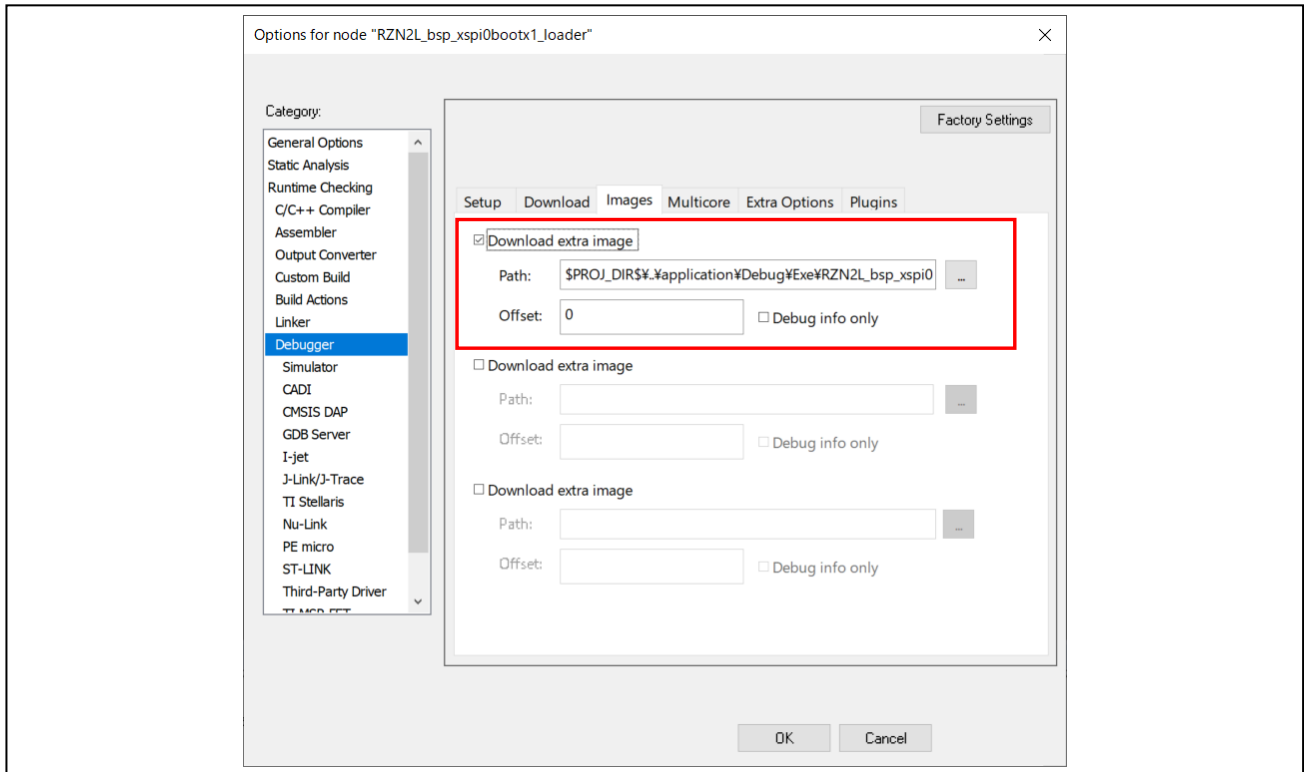 Options for node "RZN2L_bsp_xspi0bootx1_loader"
Category:
Factory Settings
General Options
Static Analysis
Runtime Checking
C/C++ Compiler
Assembler
Output Converter
Custom Build
Build Actions
Linker
Debugger
Simulator
CADI
CMSIS DAP
GDB Server
I-jet
J-Link/J-Trace
TI Stellaris
Nu-Link
PE micro
ST-LINK
Third-Party Driver
TI MSP-FET
Setup Download Images Multicore Extra Options Plugins
Download extra image
Path: $PROJ_DIR$¥..¥application¥Debug¥Exe¥RZN2L_bsp_xspi0 ...
Offset: 0 Debug info only
Download extra image
Path: ...
Offset: Debug info only
Download extra image
Path: ...
Offset: Debug info only
OK Cancel